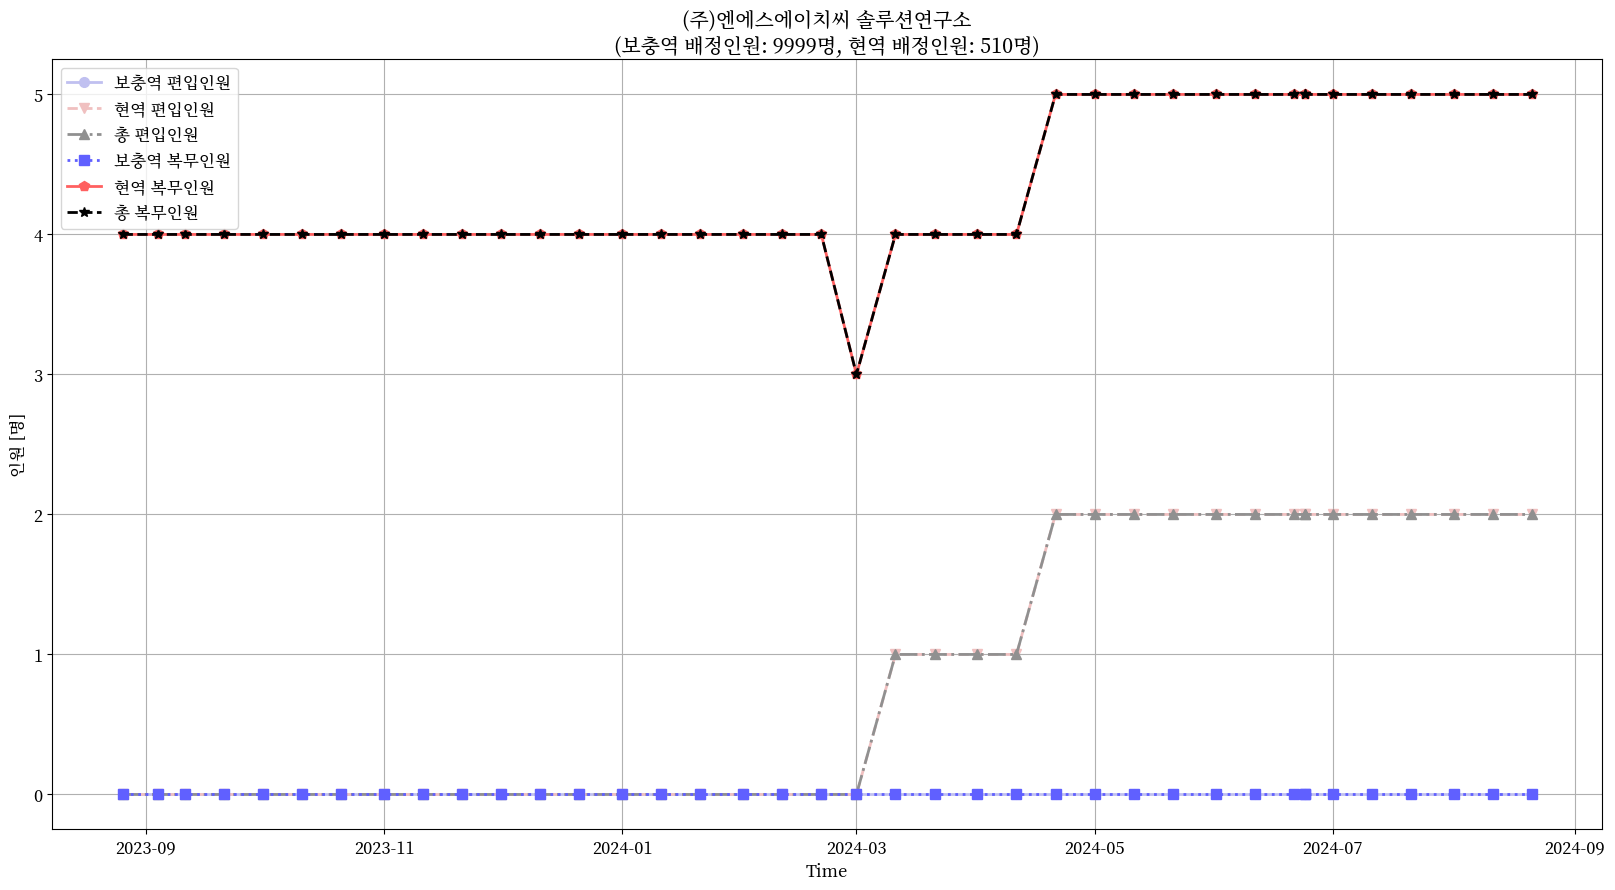 (주)엔에스에이치씨 솔루션연구소
(보충역 배정인원: 9999명, 현역 배정인원: 510명)
보충역 편입인원
현역 편입인원
총 편입인원
보충역 복무인원
현역 복무인원
총 복무인원
5
4
3
2
1
0
인원 [명]
2023-09
2023-11
2024-01
2024-03
2024-05
2024-07
2024-09
Time